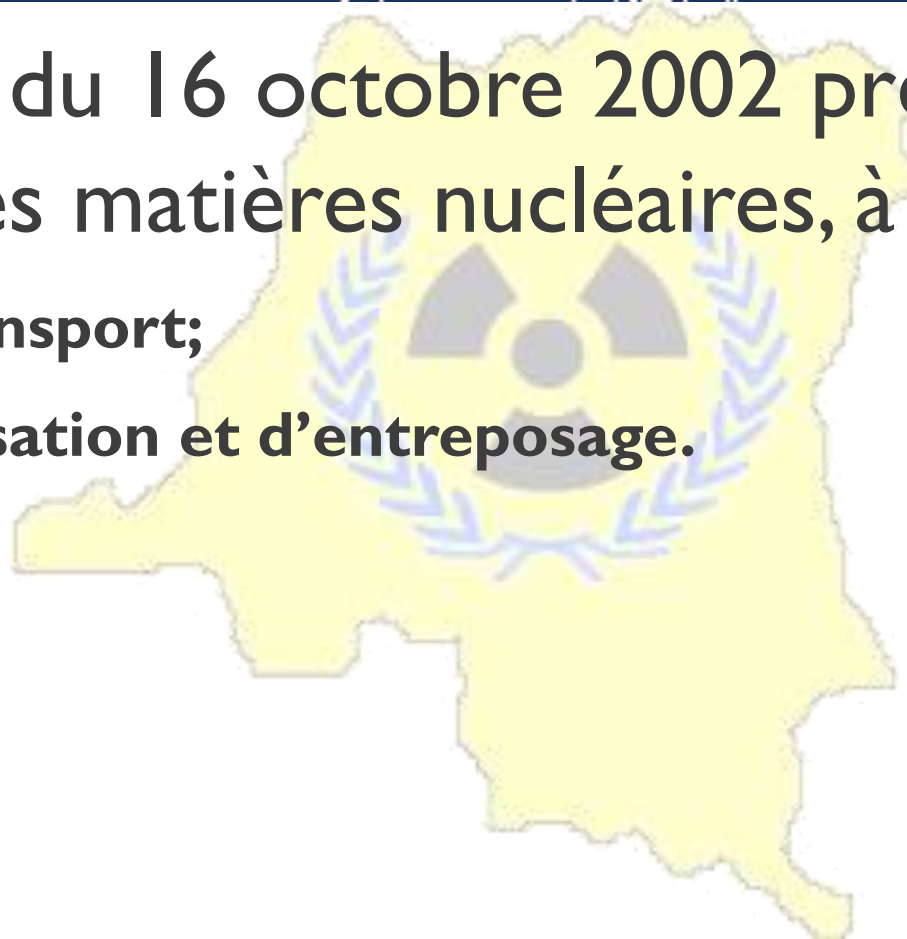 du 16 octobre 2002 pr
es matières nucléaires, à
nsport;
sation et d'entreposage.